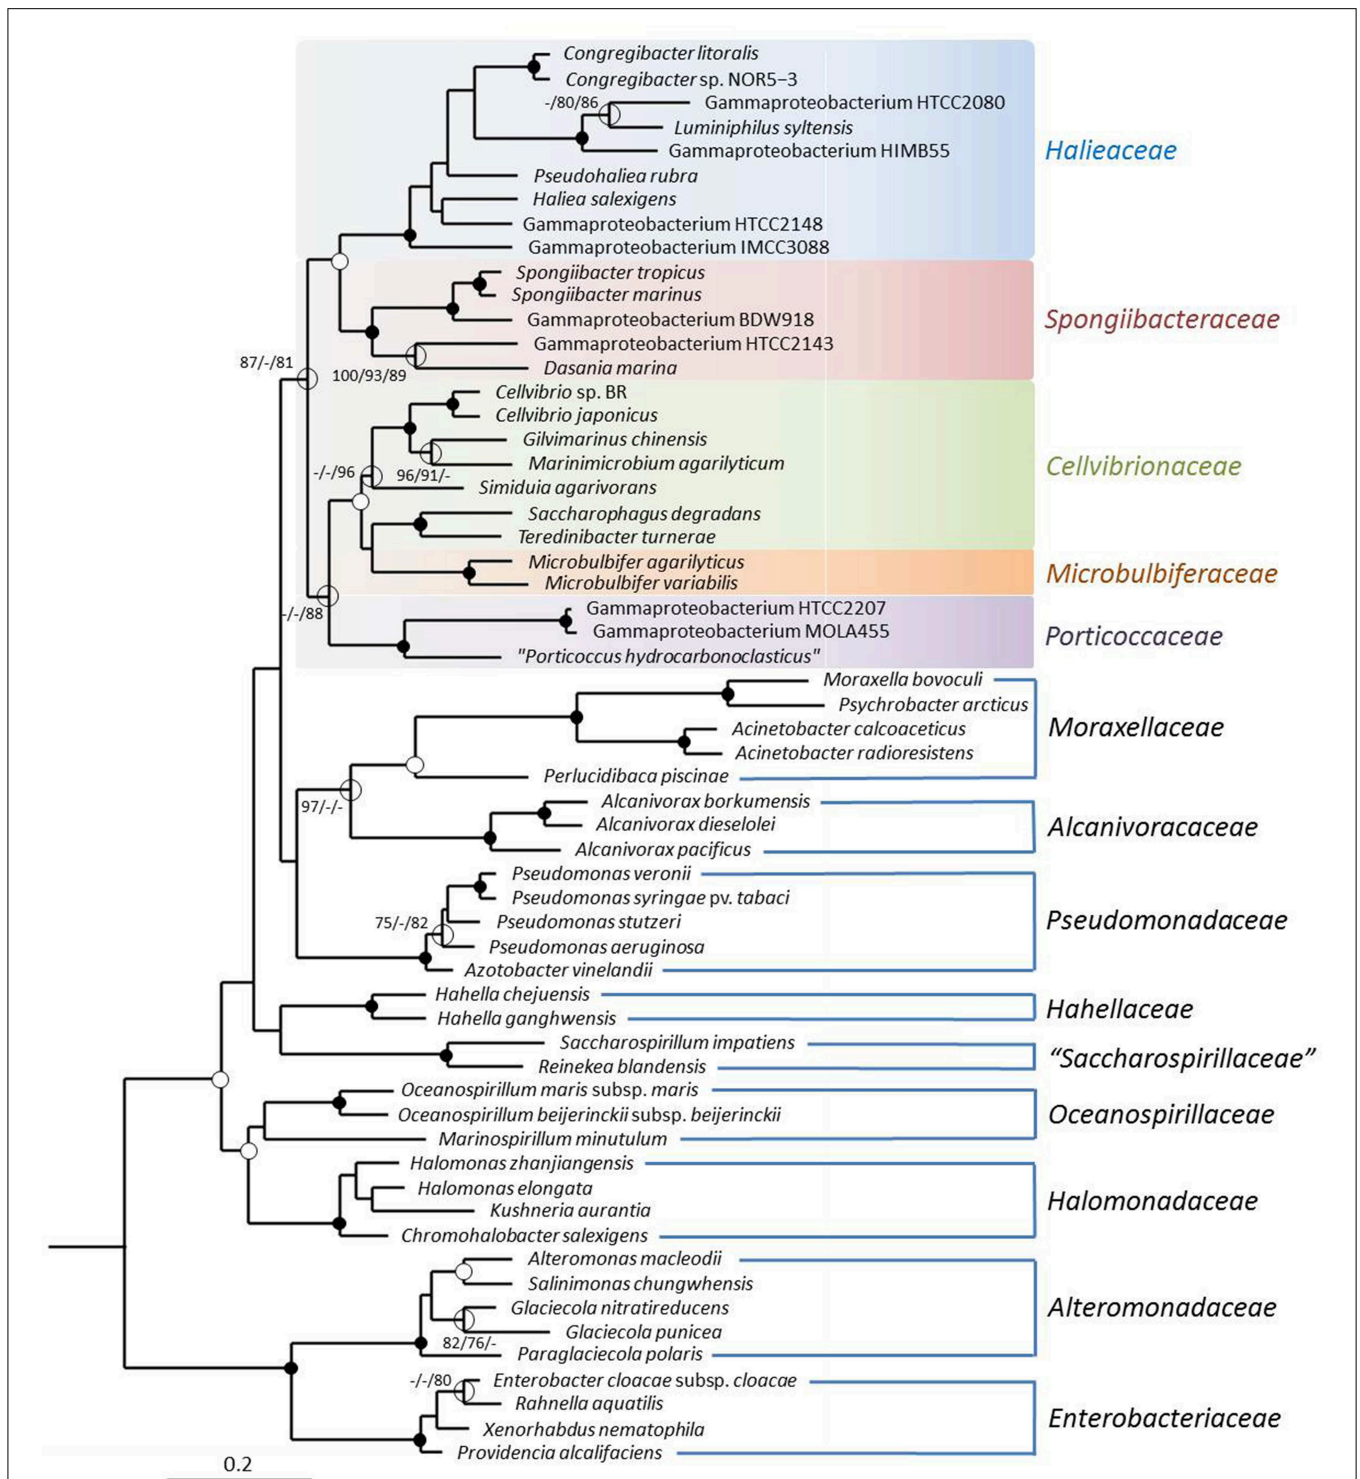 Congregibacter litoralis
Congregibacter sp. NOR5–3
-/80/86
Gammaproteobacterium HTCC2080
Luminiphilus syltensis
Gammaproteobacterium HIMB55
Halieaceae
Pseudohaliea rubra
Haliea salexigens
Gammaproteobacterium HTCC2148
Gammaproteobacterium IMCC3088
Spongiibacter tropicus
Spongiibacter marinus
Gammaproteobacterium BDW918
Spongiibacteraceae
Gammaproteobacterium HTCC2143
87/-/81
100/93/89
Dasania marina
Cellvibrio sp. BR
Cellvibrio japonicus
Gilvimarinus chinensis
Marinimicrobium agarilyticum
Cellvibrionaceae
-/-/96
96/91/-
Simiduia agarivorans
Saccharophagus degradans
Teredinibacter turnerae
Microbulbifer agarilyticus
Microbulbiferaceae
Microbulbifer variabilis
-/-/88
Gammaproteobacterium HTCC2207
Gammaproteobacterium MOLA455
Porticoccaceae
"Porticoccus hydrocarbonoclasticus"
Moraxella bovoculi
Psychrobacter arcticus
Moraxellaceae
Acinetobacter calcoaceticus
Acinetobacter radioresistens
Perlucidibaca piscinae
97/-/-
Alcanivorax borkumensis
Alcanivorax dieselolei
Alcanivoracaceae
Alcanivorax pacificus
Pseudomonas veronii
Pseudomonas syringae pv. tabaci
75/-/82
Pseudomonas stutzeri
Pseudomonadaceae
Pseudomonas aeruginosa
Azotobacter vinelandii
Hahella chejuensis
Hahellaceae
Hahella ganghwensis
Saccharospirillum impatiens
“Saccharospirillaceae”
Reinekea blandensis
Oceanospirillum maris subsp. maris
Oceanospirillum beijerinckii subsp. beijerinckii
Oceanospirillaceae
Marinospirillum minutulum
Halomonas zhanjiangensis
Halomonas elongata
Halomonadaceae
Kushneria aurantia
Chromohalobacter salexigens
Alteromonas macleodii
Salinimonas chungwhensis
Glaciecola nitratireducens
Alteromonadaceae
Glaciecola punicea
82/76/-
Paraglaciecola polaris
-/-/80
Enterobacter cloacae subsp. cloacae
Rahnella aquatilis
Enterobacteriaceae
Xenorhabdus nematophila
Providencia alcalifaciens
0.2